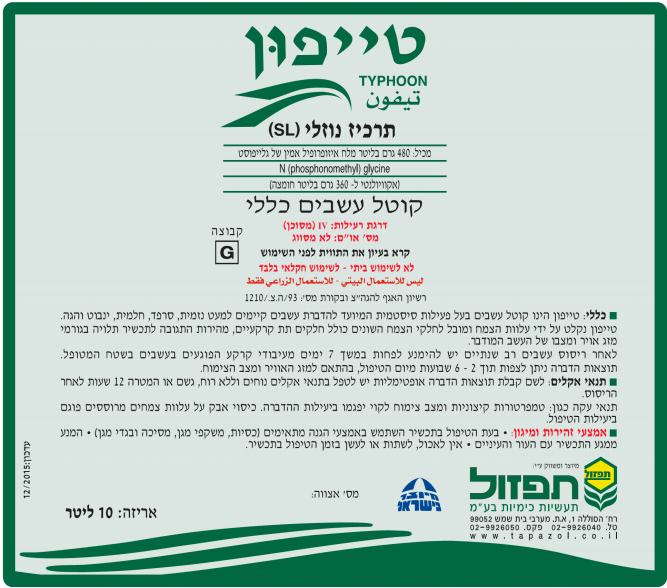 טייפון
TYPHOON
تيفون
תרכיז נוזלי (SL)
מכיל: 480 גרם בליטר מלח איזופרופיל אמין של גלייפוסט
N (phosphonomethyl) glycine
(אקוויולנטי ל- 360 גרם בליטר חומצה)
קוטל עשבים כללי
דרגת רעילות: IV (מסוכן)
מס' או"ם: לא מסווג
קרא בעיון את התווית לפני השימוש
לא לשימוש ביתי - לשימוש חקלאי בלבד
ليس للاستعمال البيتي - للاستعمال الزراعي فقط
קבוצה
G
רשיון האגף להגה"צ ובקורת מסי: 93/ה.צ./1210
■ כללי: טייפון הינו קוטל עשבים בעל פעילות סיסטמית המיועד להדברת עשבים קיימים למעט נזמית, סרפד, חלמית, ינבוט והגה.
טייפון נקלט על ידי עלוות הצמח ומובל לחלקי הצמח השונים כולל חלקים תת קרקעיים, מהירות התגובה לתכשיר תלויה בגורמי
מזג אויר ומצבו של העשב המודבר.
לאחר ריסוס עשבים רב שנתיים יש להימנע לפחות במשך 7 ימים מעיבודי קרקע הפוגעים בעשבים בשטח המטופל.
תוצאות הדברה ניתן לצפות תוך 2 - 6 שבועות מיום הטיפול, בהתאם למזג האוויר ומצב הצימוח.
■ תנאי אקלים: לשם קבלת תוצאות הדברה אופטימליות יש לטפל בתנאי אקלים נוחים וללא רוח, גשם או המטרה 12 שעות לאחר
הריסוס.
תנאי עקה כגון: טמפרטורות קיצוניות ומצב צימוח לקוי יפגמו ביעילות ההדברה. כיסוי אבק על עלוות צמחים מרוססים פוגם
ביעילות הטיפול.
■ אמצעי זהירות ומיגון: • בעת הטיפול בתכשיר השתמש באמצעי הגנה מתאימים (כסיות, משקפי מגן, מסיכה ובגדי מגן) • המנע
ממגע התכשיר עם העור והעיניים • אין לאכול, לשתות או לעשן בזמן הטיפול בתכשיר.
עדכון: 12/2015
מיוצר ומשווק ע"י:
תפזול
תפזול
תעשיות כימיות בע"מ
רח' הסוללה 1, א.ת. מערבי בית שמש 99052
טל. 02-9926040 פקס. 02-9926050
www.tapazol.co.il
מיוצר
בישראל
מס' אצווה:
אריזה: 10 ליטר